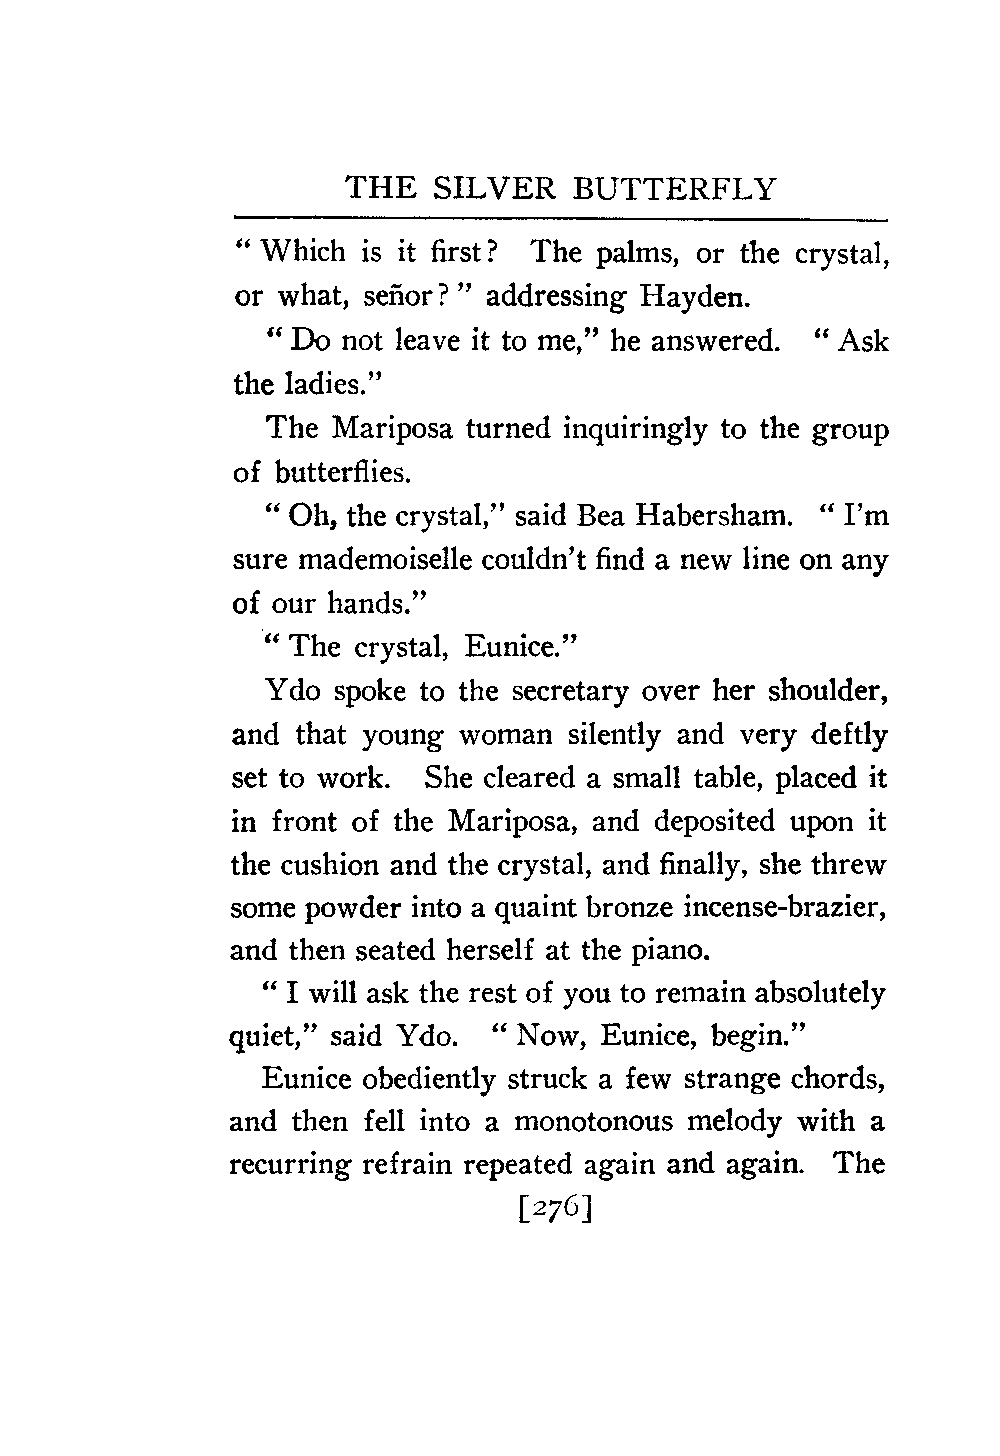 THE SILVER BUTTERFLY
“ Which is it first? The palms, or the crystal,
or what, señor? ” addressing Hayden.
“ Do not leave it to me,” he answered. “ Ask
the ladies.”
The Mariposa turned inquiringly to the group
of butterflies.
“ Oh, the crystal,” said Bea Habersham. “ I’m
sure mademoiselle couldn’t find a new line on any
of our hands.”
“ The crystal, Eunice.”
Ydo spoke to the secretary over her shoulder,
and that young woman silently and very deftly
set to work. She cleared a small table, placed it
in front of the Mariposa, and deposited upon it
the cushion and the crystal, and finally, she threw
some powder into a quaint bronze incense-brazier,
and then seated herself at the piano.
“ I will ask the rest of you to remain absolutely
quiet,” said Ydo. “ Now, Eunice, begin.”
Eunice obediently struck a few strange chords,
and then fell into a monotonous melody with a
recurring refrain repeated again and again. The
[276]